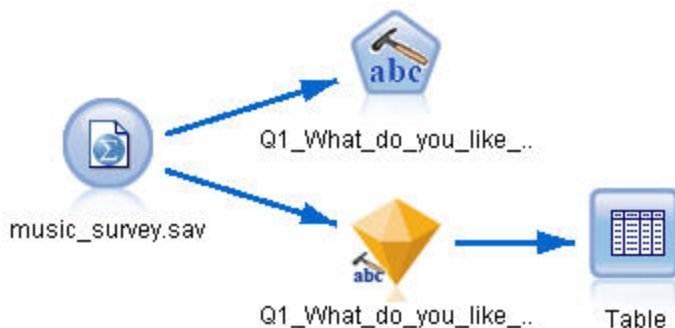 abc
Q1_What_do_you_like_..
music_survey.sav
abc
Q1_What_do_you_like_..
Table